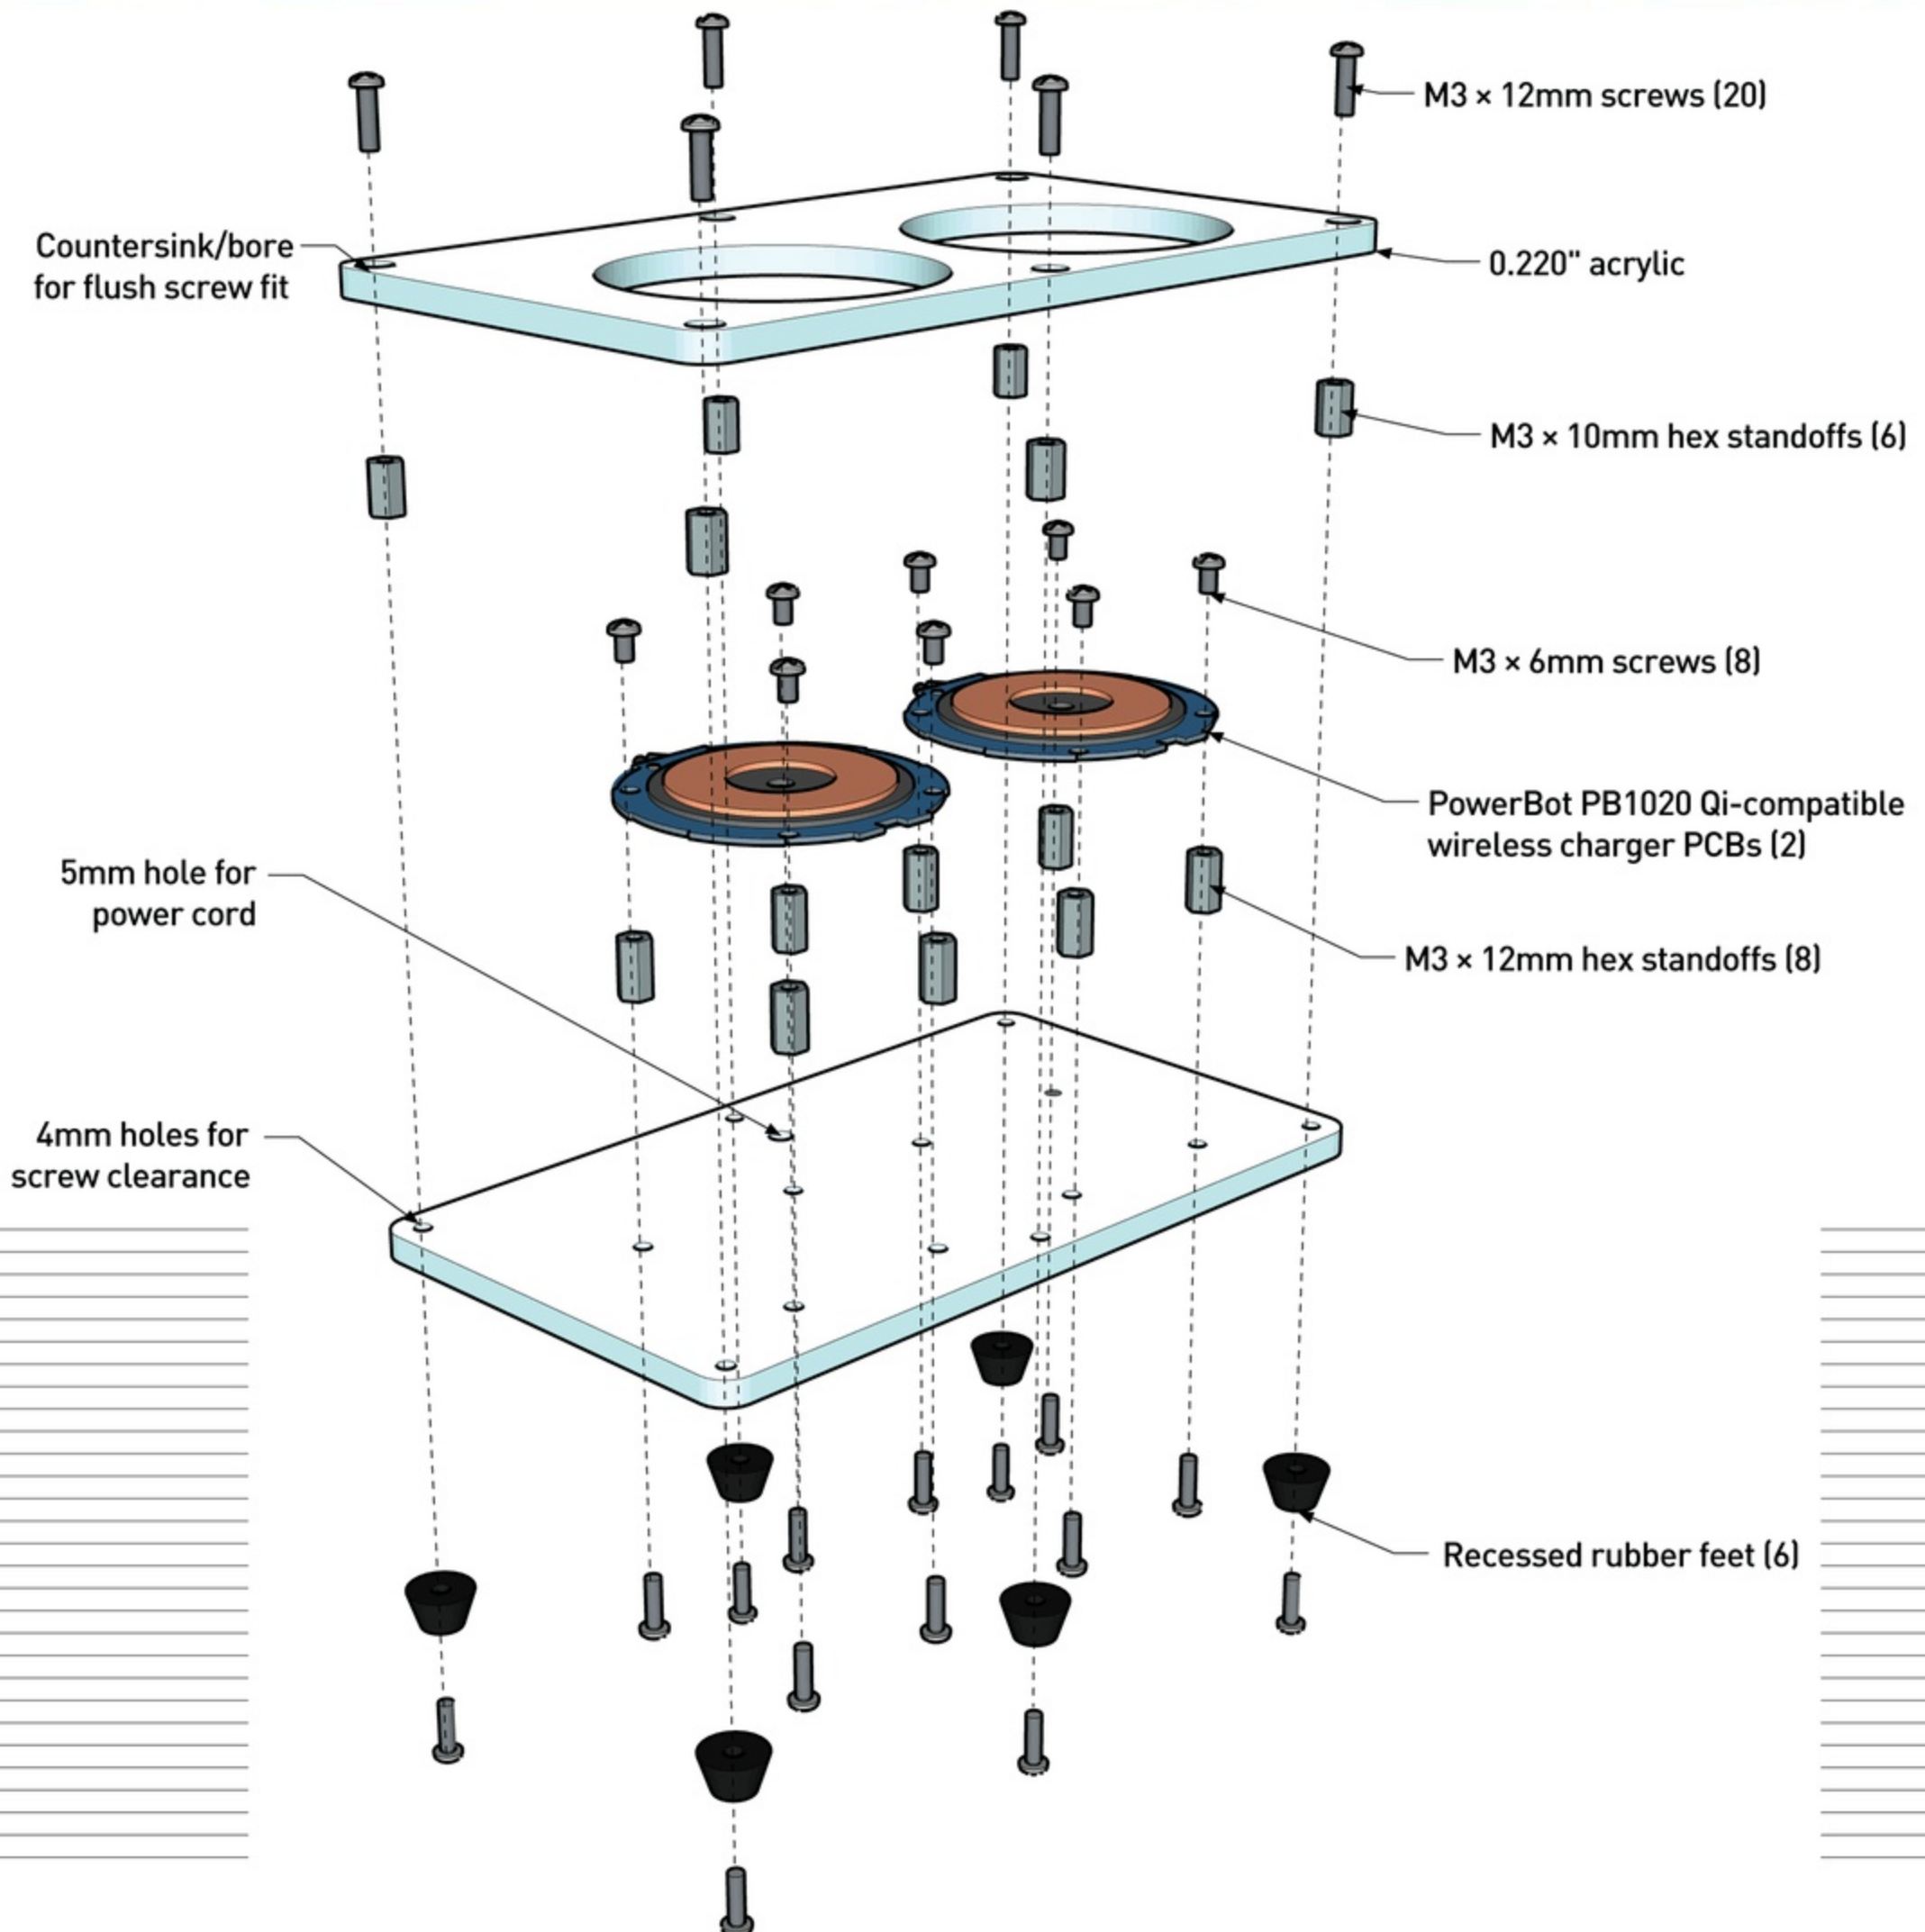 M3 × 12mm screws (20)
Countersink/bore
for flush screw fit
0.220" acrylic
M3 × 10mm hex standoffs (6)
M3 × 6mm screws (8)
PowerBot PB1020 Qi-compatible
wireless charger PCBs (2)
5mm hole for
power cord
M3 × 12mm hex standoffs (8)
4mm holes for
screw clearance
Recessed rubber feet (6)